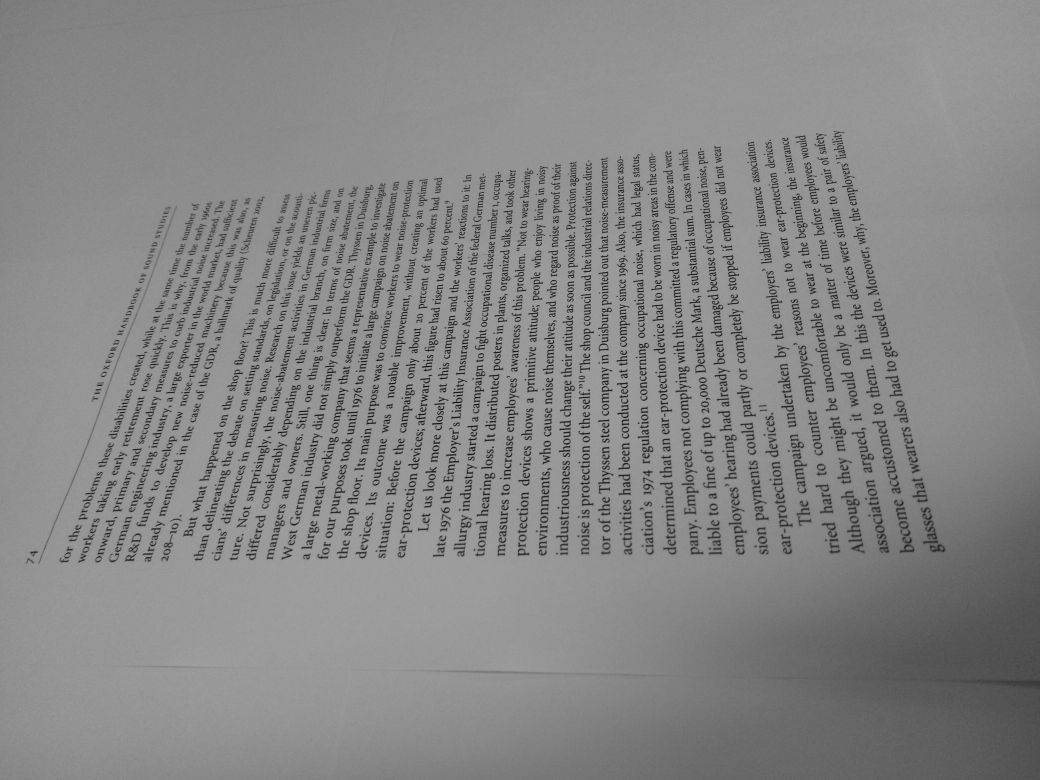 74
THE OXFORD HANDBOOK OF SOUND STUDIES
for the problems these disabilities created, while at the same time the number of
workers taking early retirement rose quickly. This is why, from the early 1960s
onward, primary and secondary measures to curb industrial noise increased. The
German engineering industry, a large exporter in the world market, had sufficient
R&D funds to develop new noise-reduced machinery because this was also, as
already mentioned in the case of the GDR, a hallmark of quality (Schouten 2002,
208–10).
But what happened on the shop floor? This is much more difficult to assess
than delineating the debate on setting standards, on legislation, or on the acousti-
cians' differences in measuring noise. Research on this issue yields an uneven pic-
ture. Not surprisingly, the noise-abatement activities in German industrial firms
differed considerably depending on the industrial branch, on firm size, and on
managers and owners. Still, one thing is clear: In terms of noise abatement, the
West German industry did not simply outperform the GDR. Thyssen in Duisburg,
a large metal-working company that seems a representative example to investigate
for our purposes took until 1976 to initiate a large campaign on noise abatement on
the shop floor. Its main purpose was to convince workers to wear noise-protection
devices. Its outcome was a notable improvement, without creating an optimal
situation: Before the campaign only about 20 percent of the workers had used
ear-protection devices; afterward, this figure had risen to about 60 percent.
Let us look more closely at this campaign and the workers' reactions to it: In
late 1976 the Employer's Liability Insurance Association of the federal German met-
allurgy industry started a campaign to fight occupational disease number 1, occupa-
tional hearing loss. It distributed posters in plants, organized talks, and took other
measures to increase employees' awareness of this problem. "Not to wear hearing-
protection devices shows a primitive attitude; people who enjoy living in noisy
environments, who cause noise themselves, and who regard noise as proof of their
industriousness should change their attitude as soon as possible. Protection against
noise is protection of the self."10 The shop council and the industrial relations direc-
tor of the Thyssen steel company in Duisburg pointed out that noise-measurement
activities had been conducted at the company since 1969. Also, the insurance asso-
ciation's 1974 regulation concerning occupational noise, which had legal status,
determined that an ear-protection device had to be worn in noisy areas in the com-
pany. Employees not complying with this committed a regulatory offense and were
liable to a fine of up to 20,000 Deutsche Mark, a substantial sum. In cases in which
employees' hearing had already been damaged because of occupational noise, pen-
sion payments could partly or completely be stopped if employees did not wear
ear-protection devices.11
The campaign undertaken by the employers' liability insurance association
tried hard to counter employees' reasons not to wear ear-protection devices.
Although they might be uncomfortable to wear at the beginning, the insurance
association argued, it would only be a matter of time before employees would
become accustomed to them. In this the devices were similar to a pair of safety
glasses that wearers also had to get used to. Moreover, why, the employers' liability